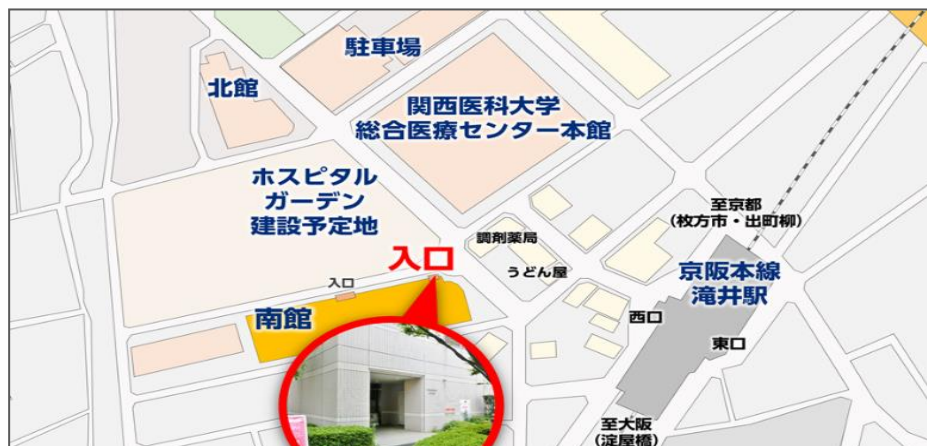 駐車場
北館
関西医科大学
総合医療センター本館
ホスピタル
ガーデン
建設予定地
至京都
(枚方市・出町柳)
調剤薬局
入口
うどん屋
京阪本線
滝井駅
入口
南館
西口
東口
至大阪
(淀屋橋)